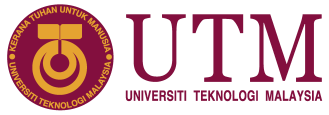 KERANA TUHAN UNTUK MANUSIA
UNIVERSITI TEKNOLOGI MALAYSIA
UTM
UNIVERSITI TEKNOLOGI MALAYSIA